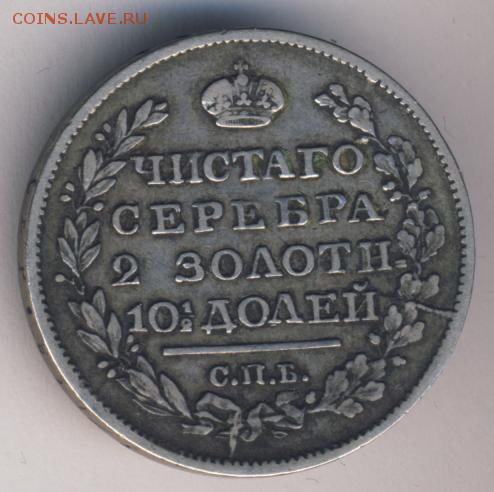 COINS.LAVE.RU
ЧИСТАГО
СЕРЕБРА
2 ЗОЛОТН.
10½ ДОЛЕЙ
С.П.Б.